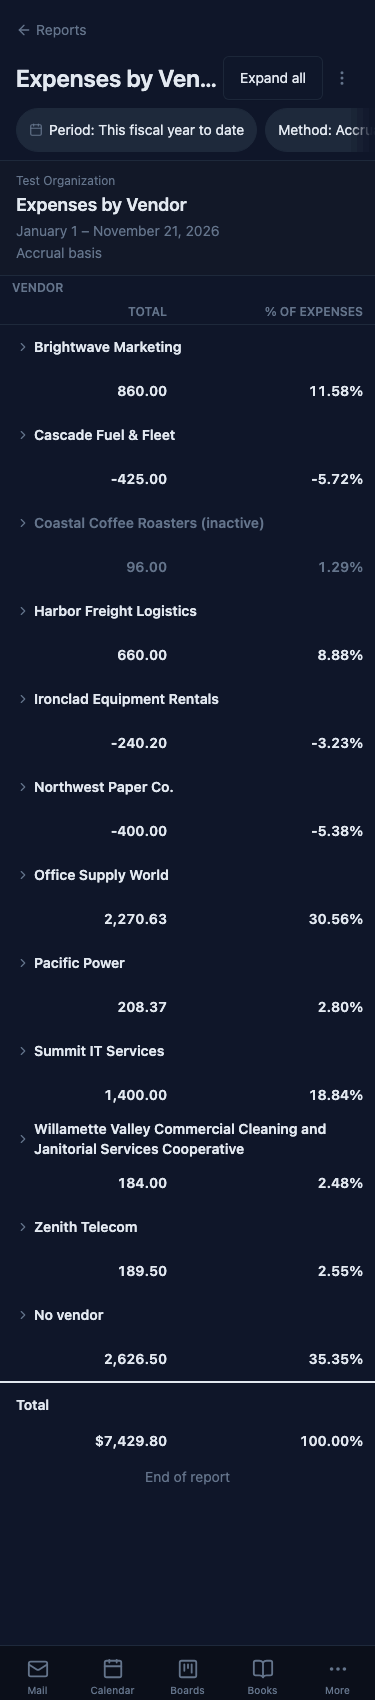 Reports
Expenses by Ven...
Expand all
Period: This fiscal year to date
Method: Accru
Test Organization
Expenses by Vendor
January 1 – November 21, 2026
Accrual basis
VENDOR
TOTAL % OF EXPENSES
Brightwave Marketing
860.00 11.58%
Cascade Fuel & Fleet
-425.00 -5.72%
Coastal Coffee Roasters (inactive)
96.00 1.29%
Harbor Freight Logistics
660.00 8.88%
Ironclad Equipment Rentals
-240.20 -3.23%
Northwest Paper Co.
-400.00 -5.38%
Office Supply World
2,270.63 30.56%
Pacific Power
208.37 2.80%
Summit IT Services
1,400.00 18.84%
Willamette Valley Commercial Cleaning and
Janitorial Services Cooperative
184.00 2.48%
Zenith Telecom
189.50 2.55%
No vendor
2,626.50 35.35%
Total
$7,429.80 100.00%
End of report
Mail Calendar Boards Books More